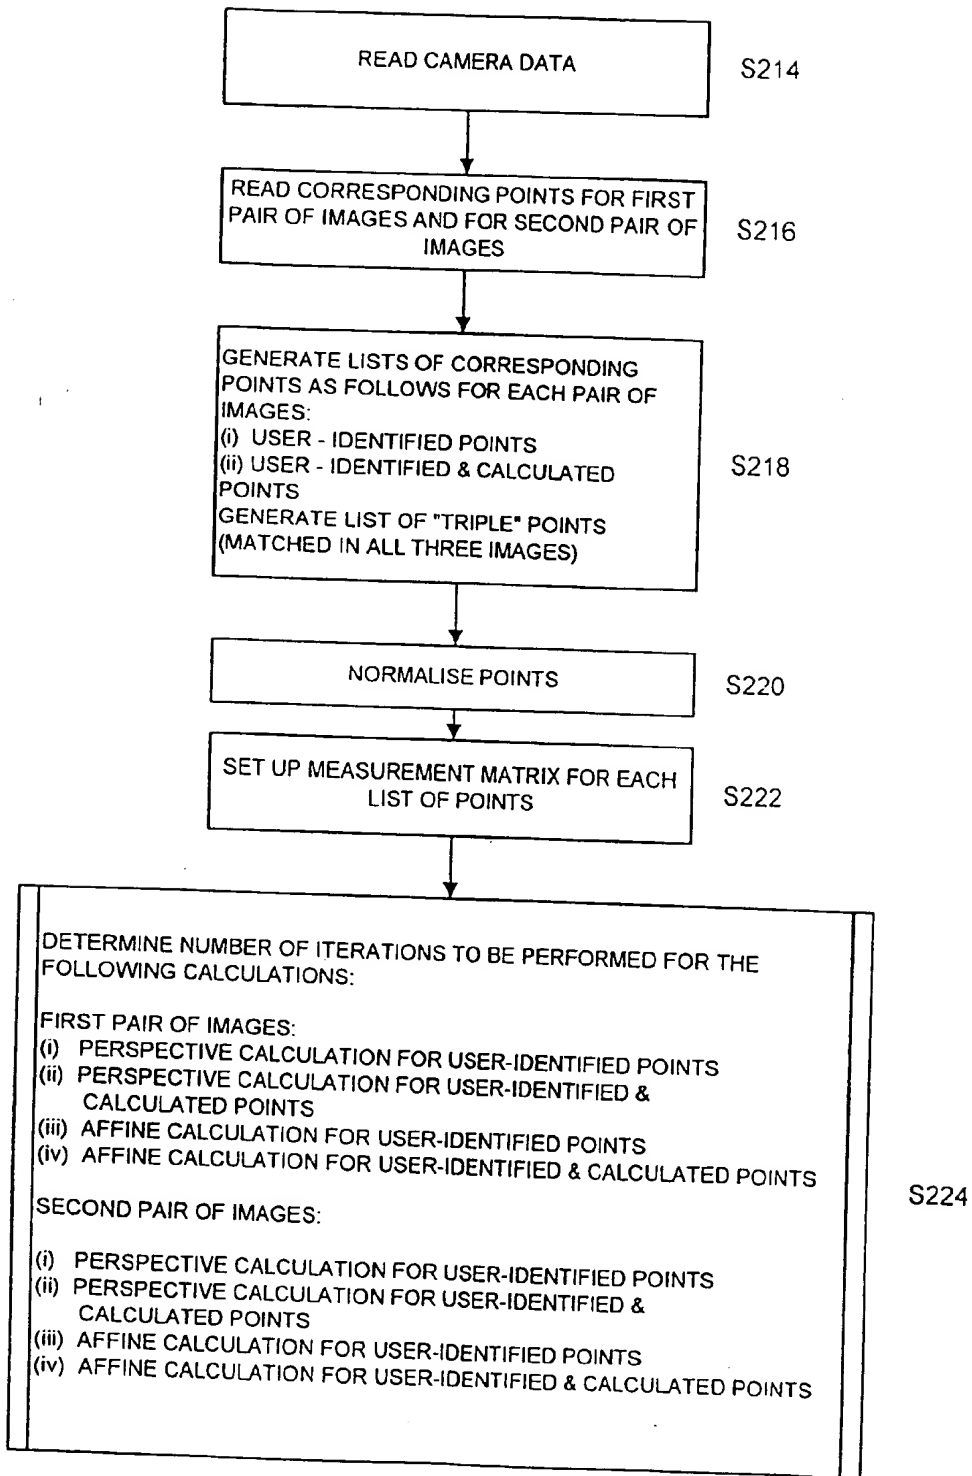 READ CAMERA DATA
S214
READ CORRESPONDING POINTS FOR FIRST
PAIR OF IMAGES AND FOR SECOND PAIR OF
IMAGES
S216
GENERATE LISTS OF CORRESPONDING
POINTS AS FOLLOWS FOR EACH PAIR OF
IMAGES:
(i) USER - IDENTIFIED POINTS
(ii) USER - IDENTIFIED & CALCULATED
POINTS
GENERATE LIST OF "TRIPLE" POINTS
(MATCHED IN ALL THREE IMAGES)
S218
NORMALISE POINTS
S220
SET UP MEASUREMENT MATRIX FOR EACH
LIST OF POINTS
S222
DETERMINE NUMBER OF ITERATIONS TO BE PERFORMED FOR THE
FOLLOWING CALCULATIONS:
FIRST PAIR OF IMAGES:
(i) PERSPECTIVE CALCULATION FOR USER-IDENTIFIED POINTS
(ii) PERSPECTIVE CALCULATION FOR USER-IDENTIFIED &
CALCULATED POINTS
(iii) AFFINE CALCULATION FOR USER-IDENTIFIED POINTS
(iv) AFFINE CALCULATION FOR USER-IDENTIFIED & CALCULATED POINTS
SECOND PAIR OF IMAGES:
(i) PERSPECTIVE CALCULATION FOR USER-IDENTIFIED POINTS
(ii) PERSPECTIVE CALCULATION FOR USER-IDENTIFIED &
CALCULATED POINTS
(iii) AFFINE CALCULATION FOR USER-IDENTIFIED POINTS
(iv) AFFINE CALCULATION FOR USER-IDENTIFIED & CALCULATED POINTS
S224